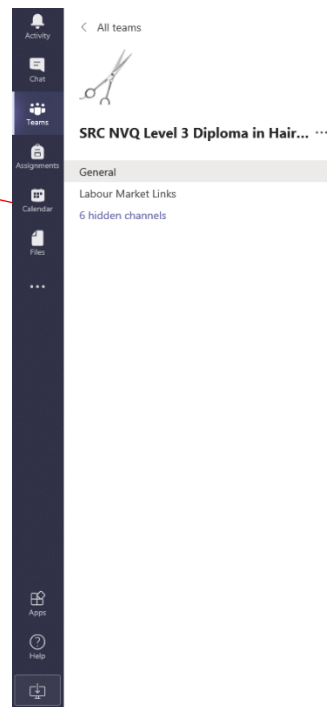 Activity
Chat
Teams
Assignments
Calendar
Files
Apps
Help
All teams
SRC NVQ Level 3 Diploma in Hair...
General
Labour Market Links
6 hidden channels